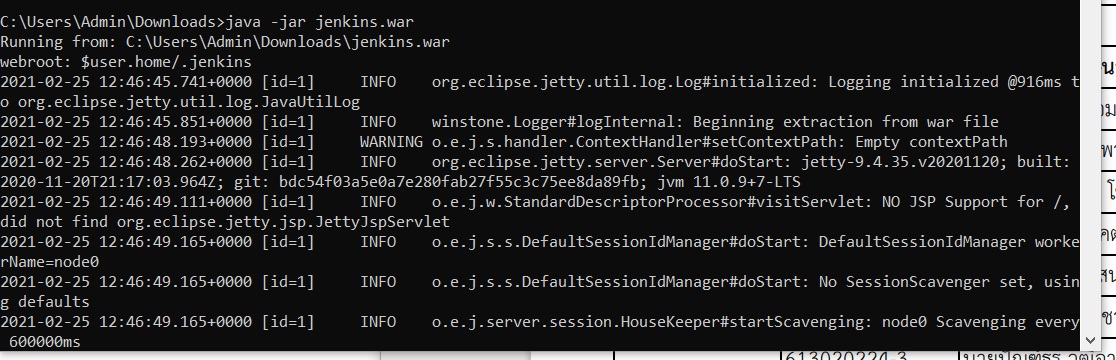 C:\Users\Admin\Downloads>java -jar jenkins.war
Running from: C:\Users\Admin\Downloads\jenkins.war
webroot: $user.home/.jenkins
2021-02-25 12:46:45.741+0000 [id=1]     INFO    org.eclipse.jetty.util.log.Log#initialized: Logging initialized @916ms t
o org.eclipse.jetty.util.log.JavaUtilLog
2021-02-25 12:46:45.851+0000 [id=1]     INFO    winstone.Logger#logInternal: Beginning extraction from war file
2021-02-25 12:46:48.193+0000 [id=1]     WARNING o.e.j.s.handler.ContextHandler#setContextPath: Empty contextPath
2021-02-25 12:46:48.262+0000 [id=1]     INFO    org.eclipse.jetty.server.Server#doStart: jetty-9.4.35.v20201120; built:
2020-11-20T21:17:03.964Z; git: bdc54f03a5e0a7e280fab27f55c3c75ee8da89fb; jvm 11.0.9+7-LTS
2021-02-25 12:46:49.111+0000 [id=1]     INFO    o.e.j.w.StandardDescriptorProcessor#visitServlet: NO JSP Support for /,
did not find org.eclipse.jetty.jsp.JettyJspServlet
2021-02-25 12:46:49.165+0000 [id=1]     INFO    o.e.j.s.s.DefaultSessionIdManager#doStart: DefaultSessionIdManager worke
rName=node0
2021-02-25 12:46:49.165+0000 [id=1]     INFO    o.e.j.s.s.DefaultSessionIdManager#doStart: No SessionScavenger set, usin
g defaults
2021-02-25 12:46:49.165+0000 [id=1]     INFO    o.e.j.server.session.HouseKeeper#startScavenging: node0 Scavenging every
 600000ms